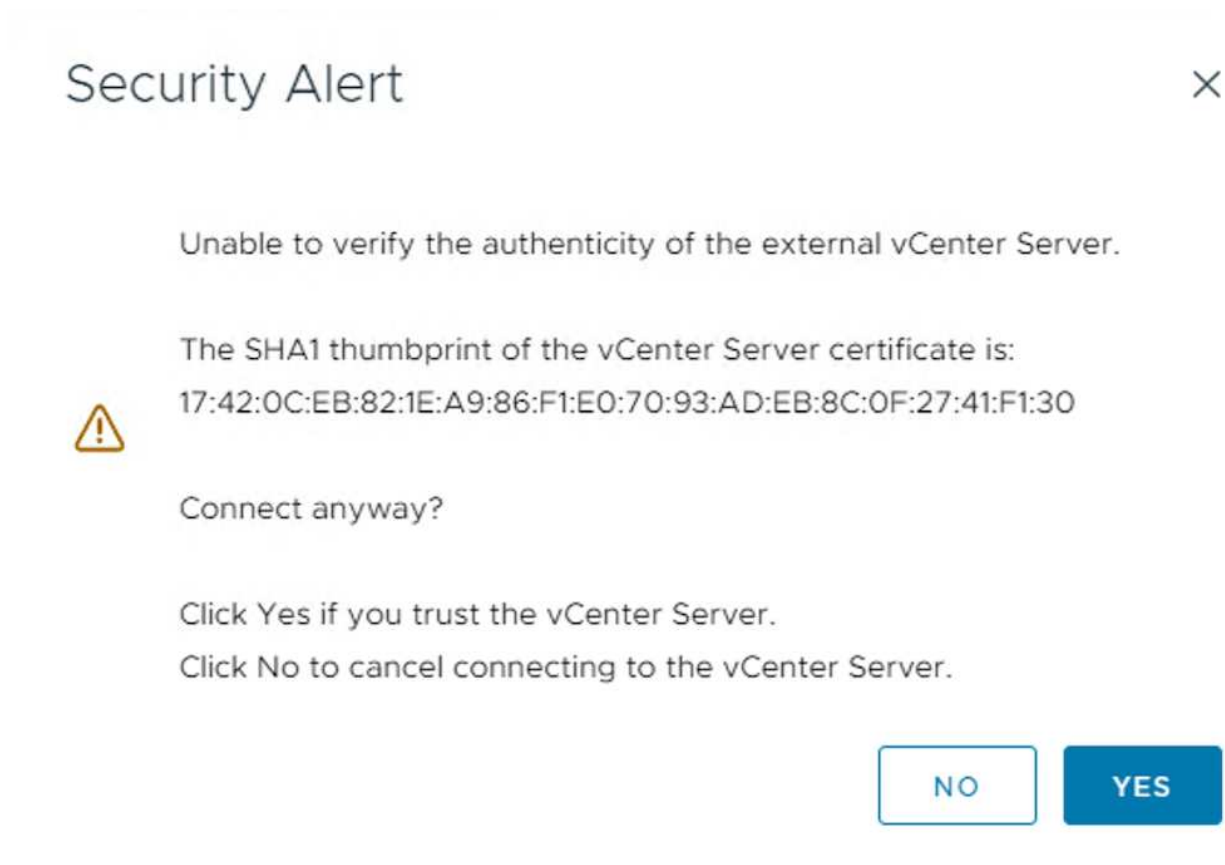 Security Alert
Unable to verify the authenticity of the external vCenter Server.
The SHA1 thumbprint of the vCenter Server certificate is:
17:42:0C:EB:82:1E:A9:86:F1:E0:70:93:AD:EB:8C:0F:27:41:F1:30
Connect anyway?
Click Yes if you trust the vCenter Server.
Click No to cancel connecting to the vCenter Server.
NO
YES